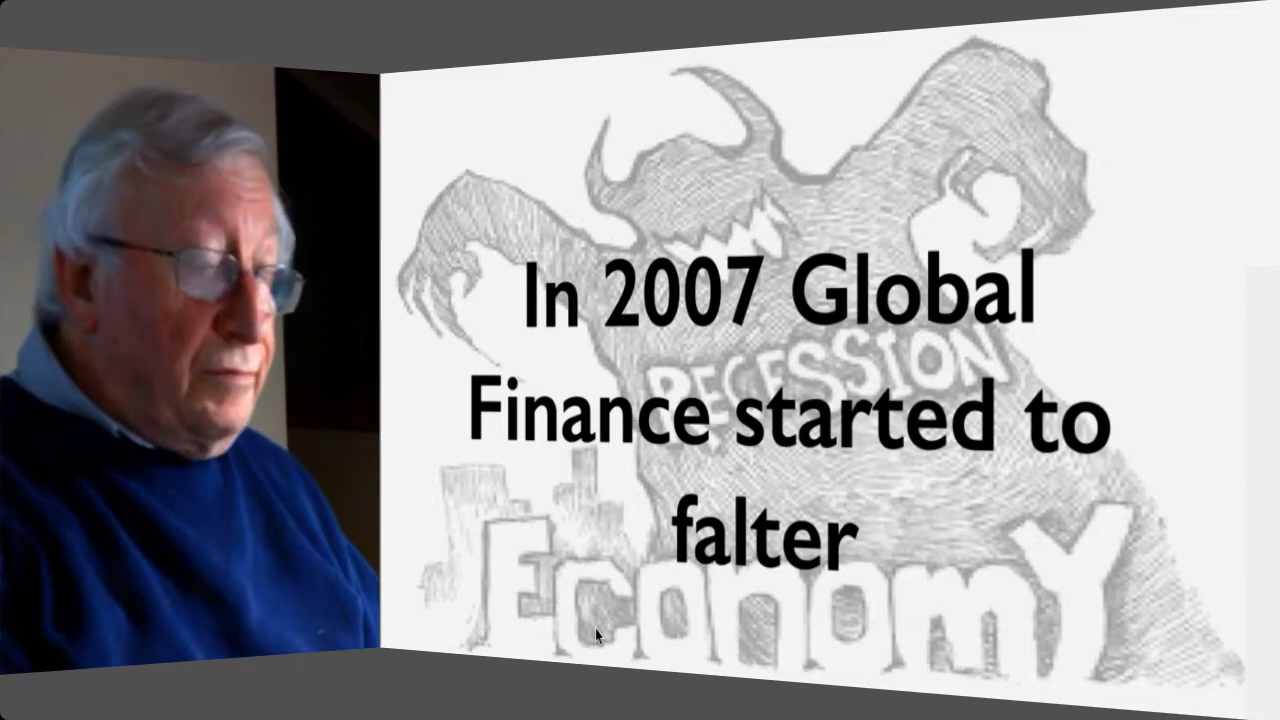 In 2007 Global
RECESSION
Finance started to
falter
EconomY